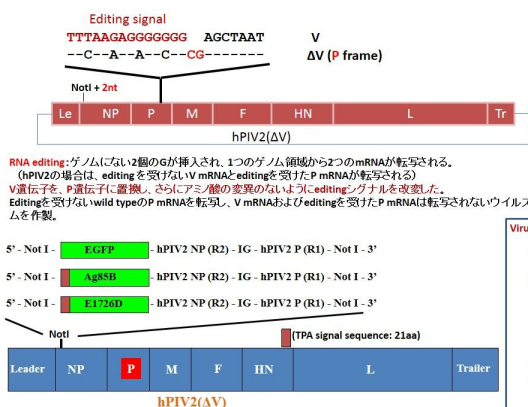 Editing signal
TTTAAGAGGGGGGG AGCTAAT V
--C--A--A--C--CG------- ΔV (P frame)
NotI + 2nt
Le NP P M F HN L Tr
hPIV2(ΔV)
RNA editing:ゲノムにない2個のGが挿入され、1つのゲノム領域から2つのmRNAが転写される。
(hPIV2の場合は、editingを受けないV mRNAとeditingを受けたP mRNAが転写される)
V遺伝子を、P遺伝子に置換し、さらにアミノ酸の変異のないようにeditingシグナルを改変した。
Editingを受けないwild typeのP mRNAを転写し、V mRNAおよびeditingを受けたP mRNAは転写されないウイルス
ムを作製。
Virus
5' - Not I - EGFP - hPIV2 NP (R2) - IG - hPIV2 P (R1) - Not I - 3'
5' - Not I - Ag85B - hPIV2 NP (R2) - IG - hPIV2 P (R1) - Not I - 3'
5' - Not I - E1726D - hPIV2 NP (R2) - IG - hPIV2 P (R1) - Not I - 3'
NotI
(TPA signal sequence: 21aa)
Leader NP P M F HN L Trailer
hPIV2(ΔV)